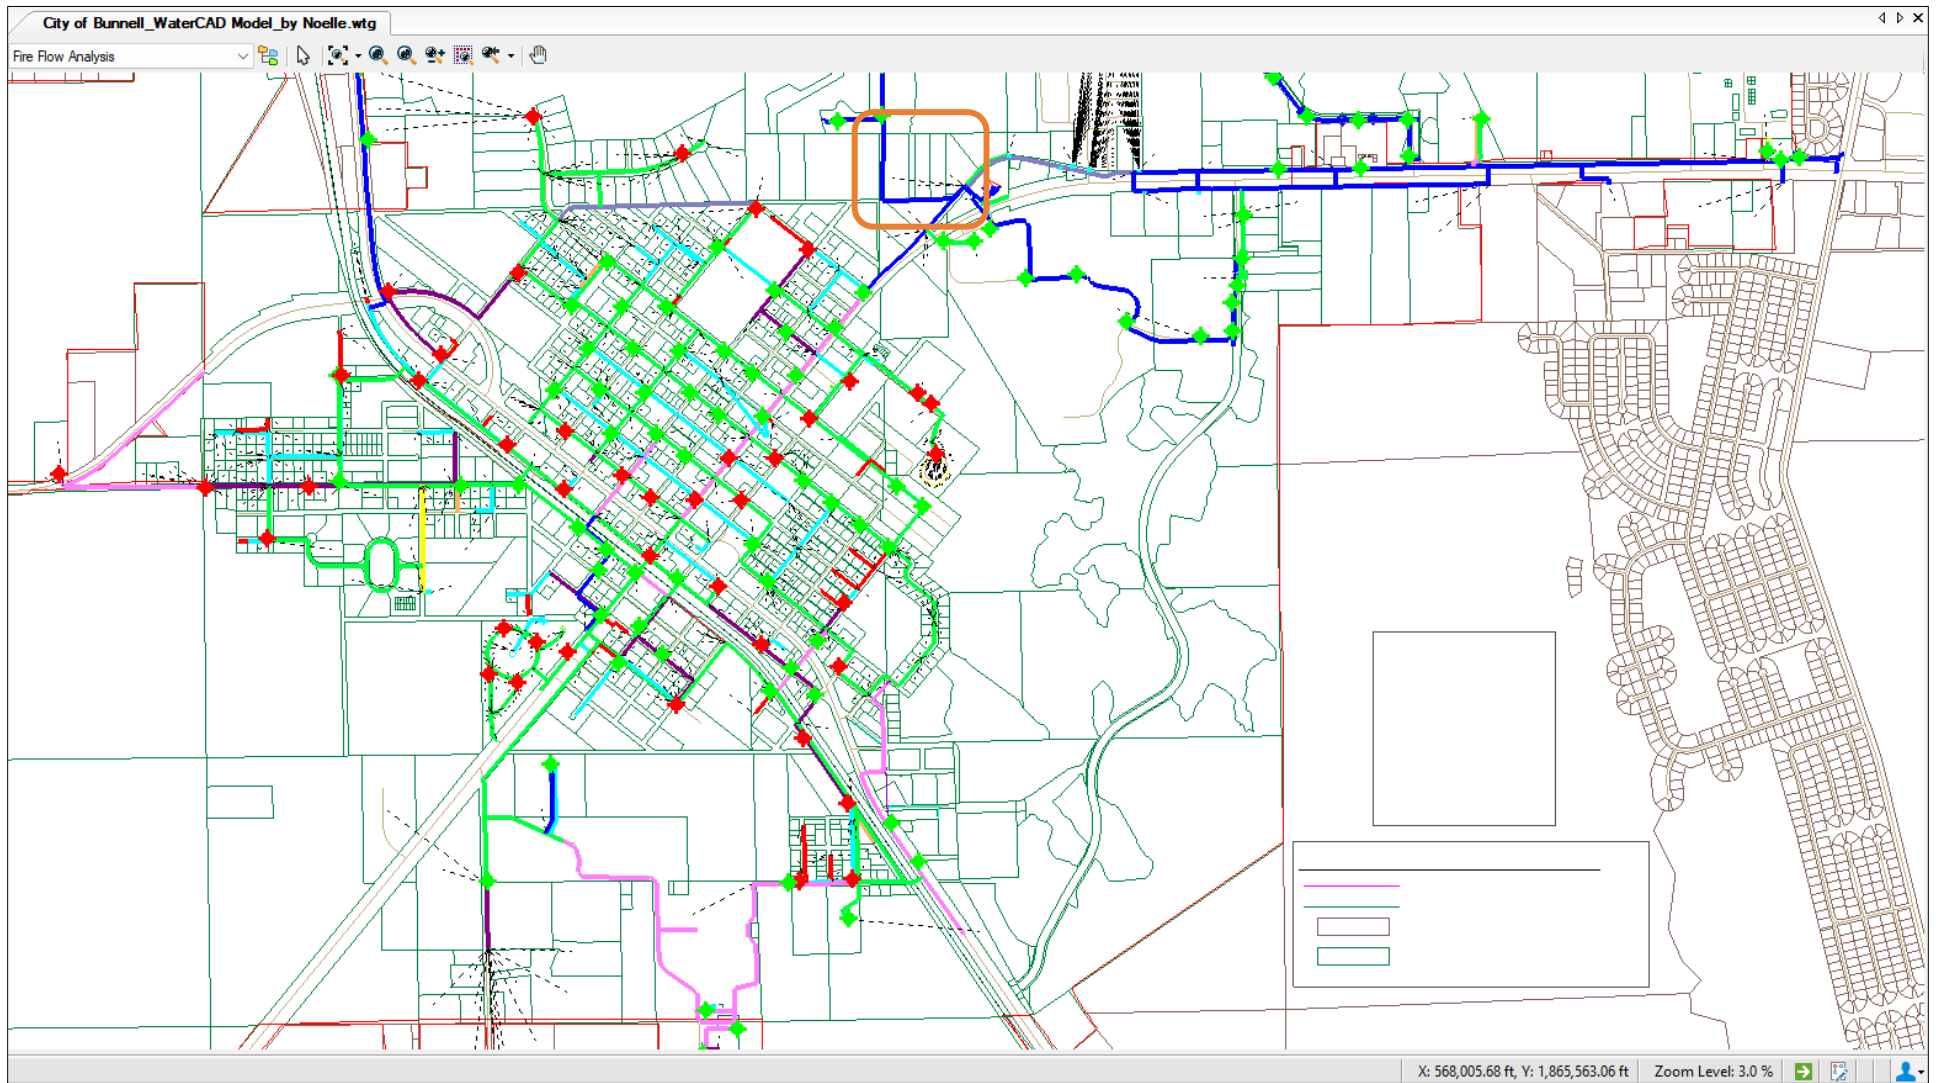 City of Bunnell_WaterCAD Model_by Noelle.wtg
Fire Flow Analysis
X: 568,005.68 ft, Y: 1,865,563.06 ft
Zoom Level: 3.0 %